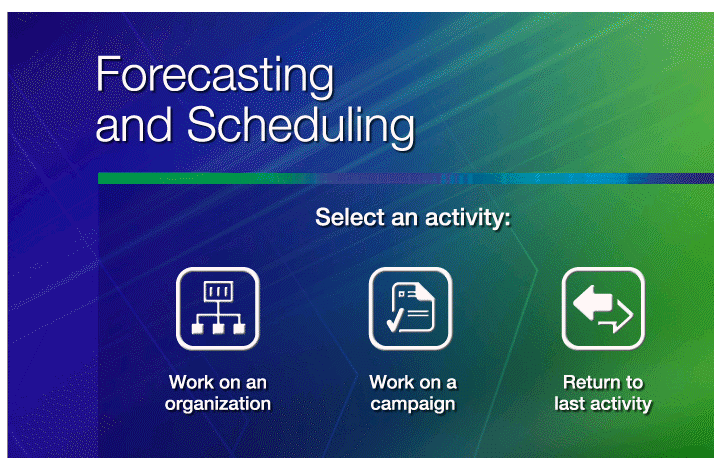 Forecasting
and Scheduling
Select an activity:
Work on an
organization
Work on a
campaign
Return to
last activity